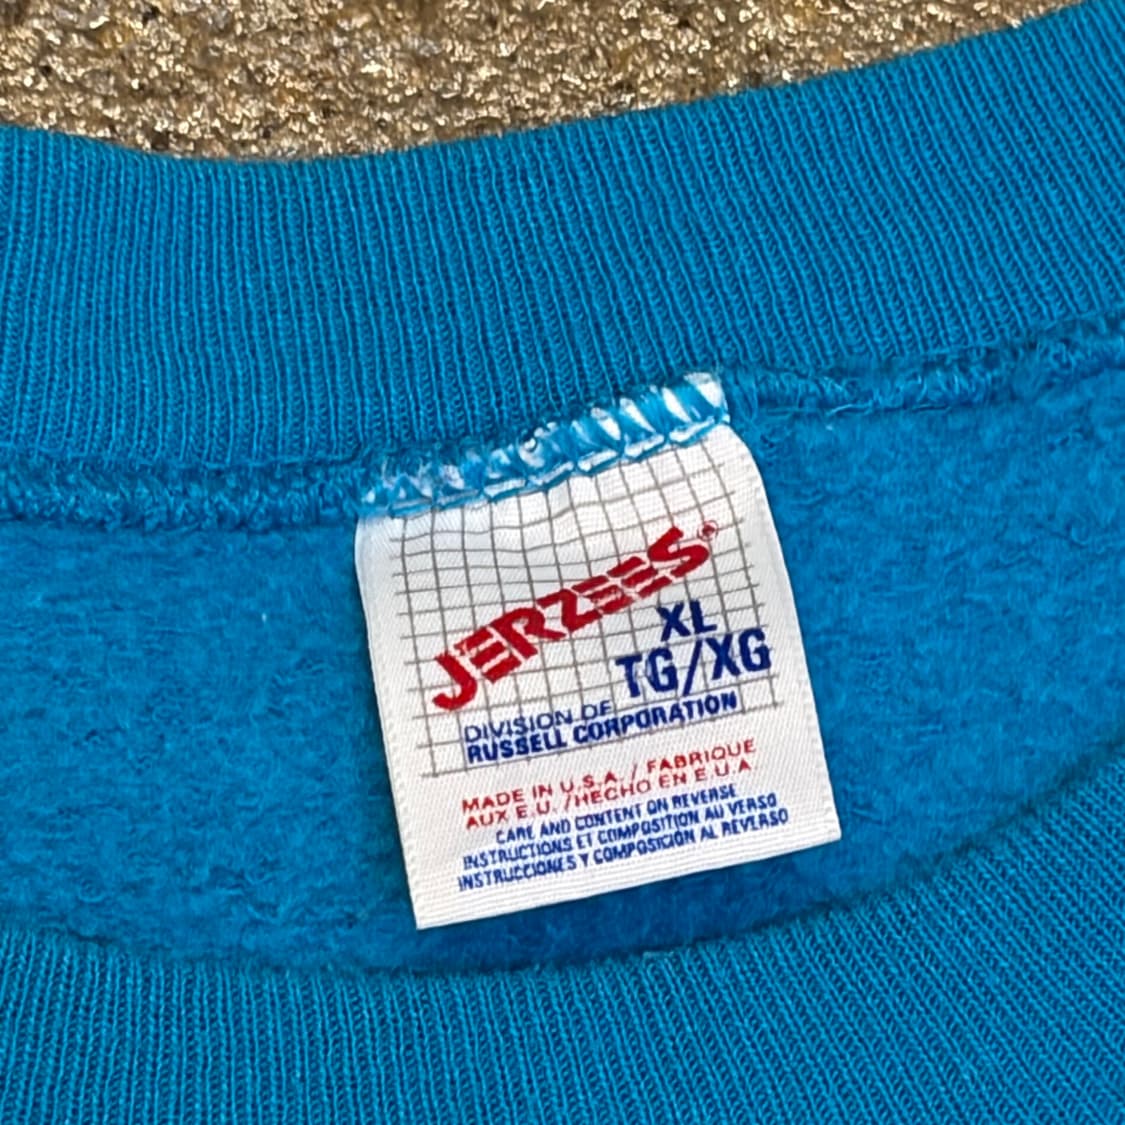 JERZEES®
XL
TG/XG
DIVISION OF
RUSSELL CORPORATION
MADE IN U.S.A. / FABRIQUE
AUX E.U. /HECHO EN E.U.A
CARE AND CONTENT ON REVERSE
INSTRUCTIONS ET COMPOSITION AU VERSO
INSTRUCCIONES Y COMPOSICION AL REVERSO